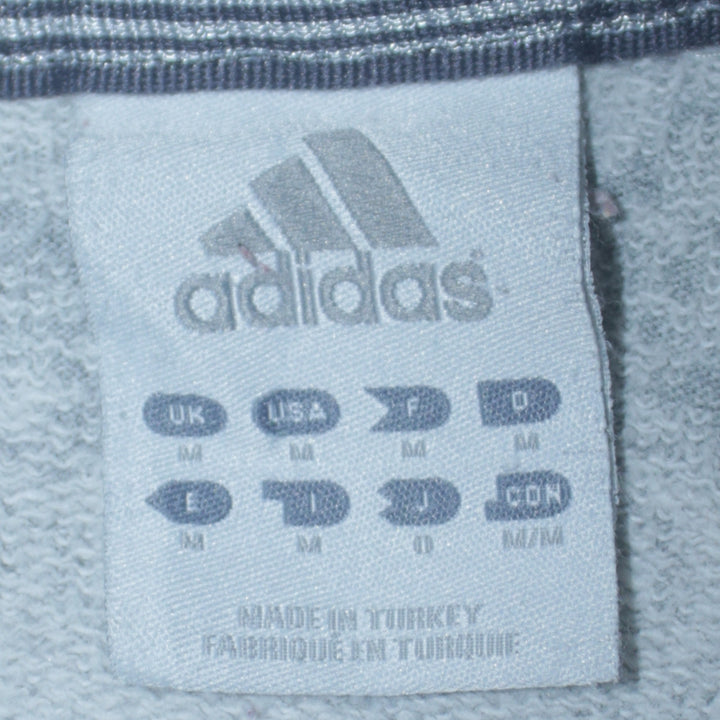 adidas
UK USA F D
M M M M
E I J CDN
M M O M/M
MADE IN TURKEY
FABRIQUÉ EN TURQUIE